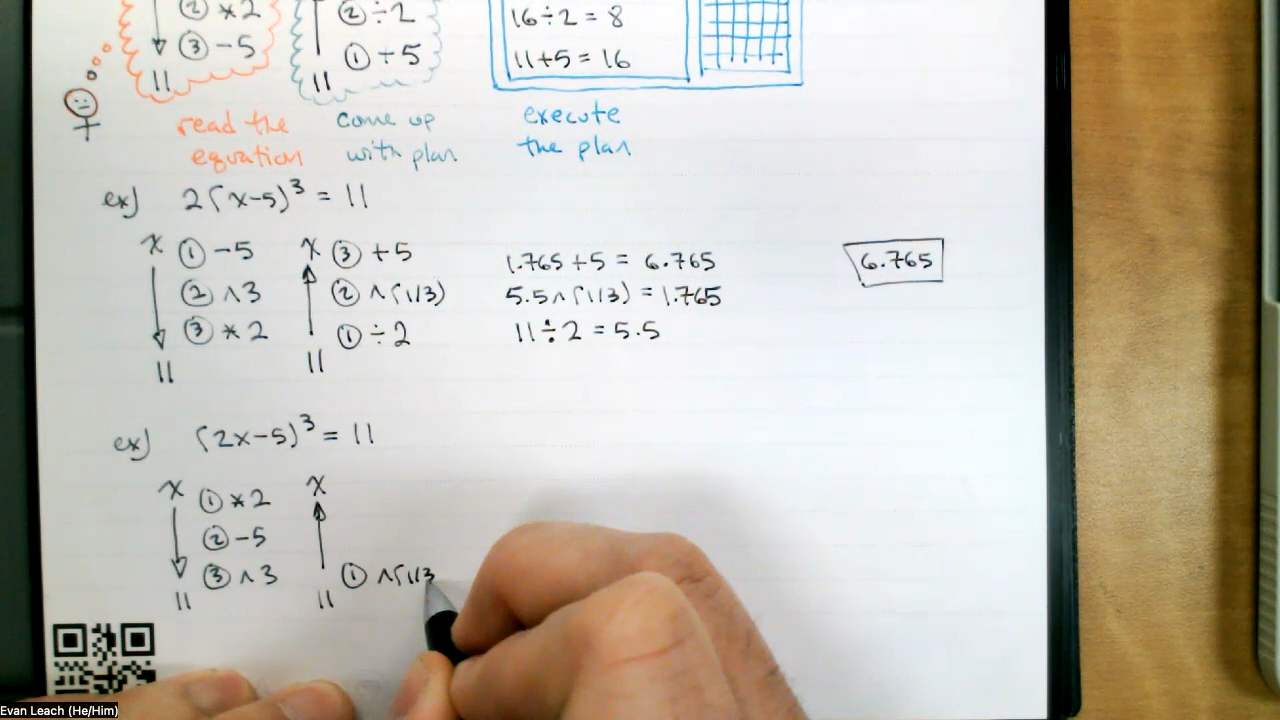 ② *2
③ -5
11
② ÷2
① +5
11
16÷2 = 8
11+5 = 16
read the
equation
come up
with plan
execute
the plan
ex) 2(x-5)³ = 11
x ① -5
② ^3
③ *2
11
x ③ +5
② ^(1/3)
① ÷2
11
1.765 +5 = 6.765
5.5^(1/3) = 1.765
11÷2 = 5.5
6.765
ex) (2x-5)³ = 11
x ① *2
② -5
③ ^3
11
x
① ^(1/3
11
Evan Leach (He/Him)